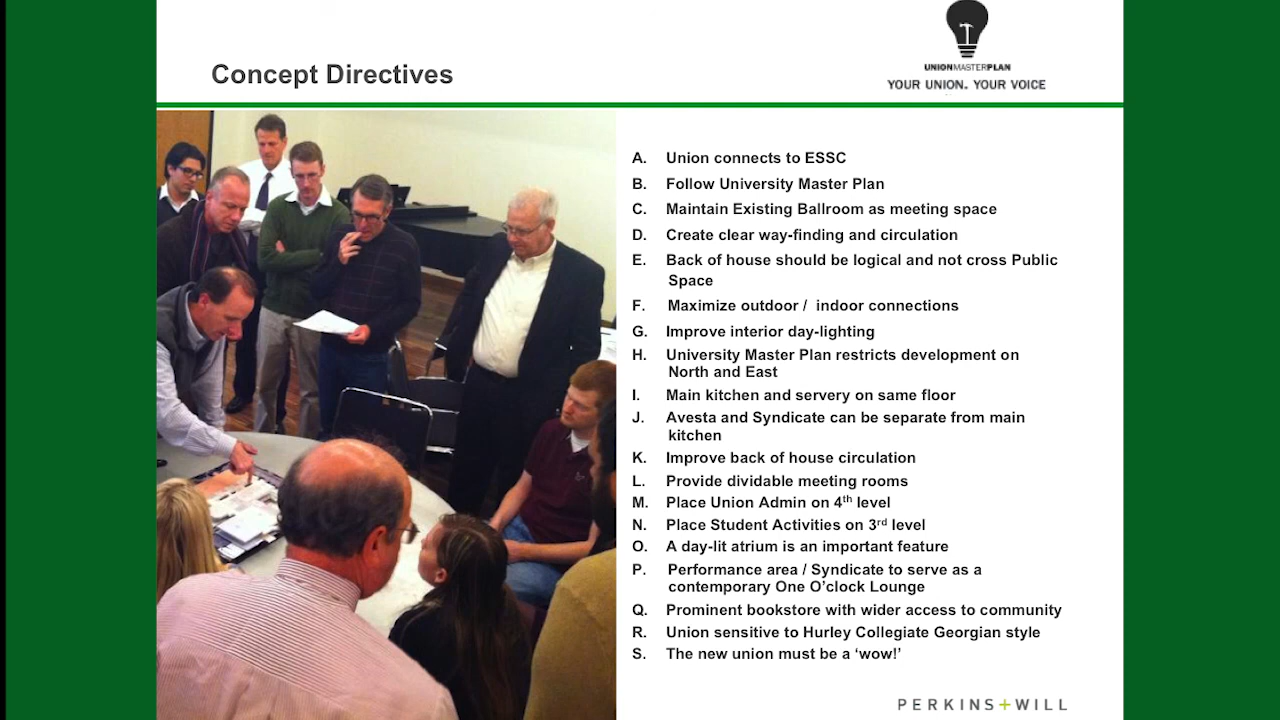 Concept Directives
UNIONMASTERPLAN
YOUR UNION. YOUR VOICE
A. Union connects to ESSC
B. Follow University Master Plan
C. Maintain Existing Ballroom as meeting space
D. Create clear way-finding and circulation
E. Back of house should be logical and not cross Public
Space
F. Maximize outdoor / indoor connections
G. Improve interior day-lighting
H. University Master Plan restricts development on
North and East
I. Main kitchen and servery on same floor
J. Avesta and Syndicate can be separate from main
kitchen
K. Improve back of house circulation
L. Provide dividable meeting rooms
M. Place Union Admin on 4th level
N. Place Student Activities on 3rd level
O. A day-lit atrium is an important feature
P. Performance area / Syndicate to serve as a
contemporary One O’clock Lounge
Q. Prominent bookstore with wider access to community
R. Union sensitive to Hurley Collegiate Georgian style
S. The new union must be a ‘wow!’
PERKINS+WILL